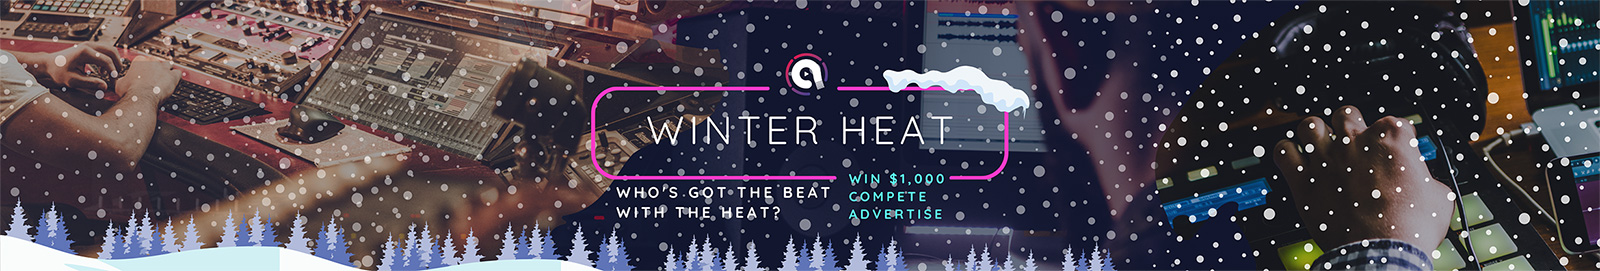 WINTER HEAT
WHO'S GOT THE BEAT
WITH THE HEAT?
WIN $1,000
COMPETE
ADVERTISE